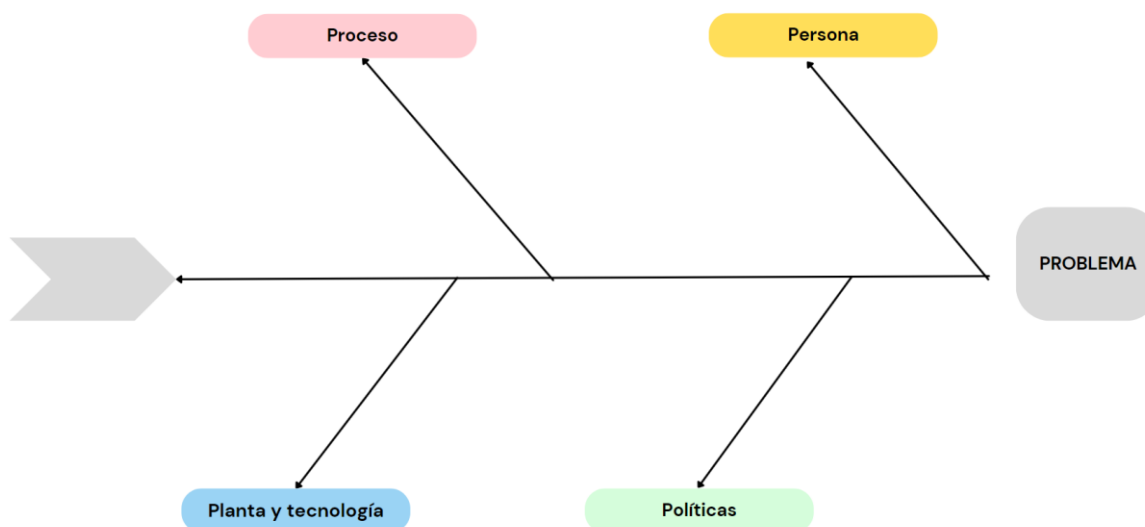 Proceso
Persona
PROBLEMA
Planta y tecnología
Políticas